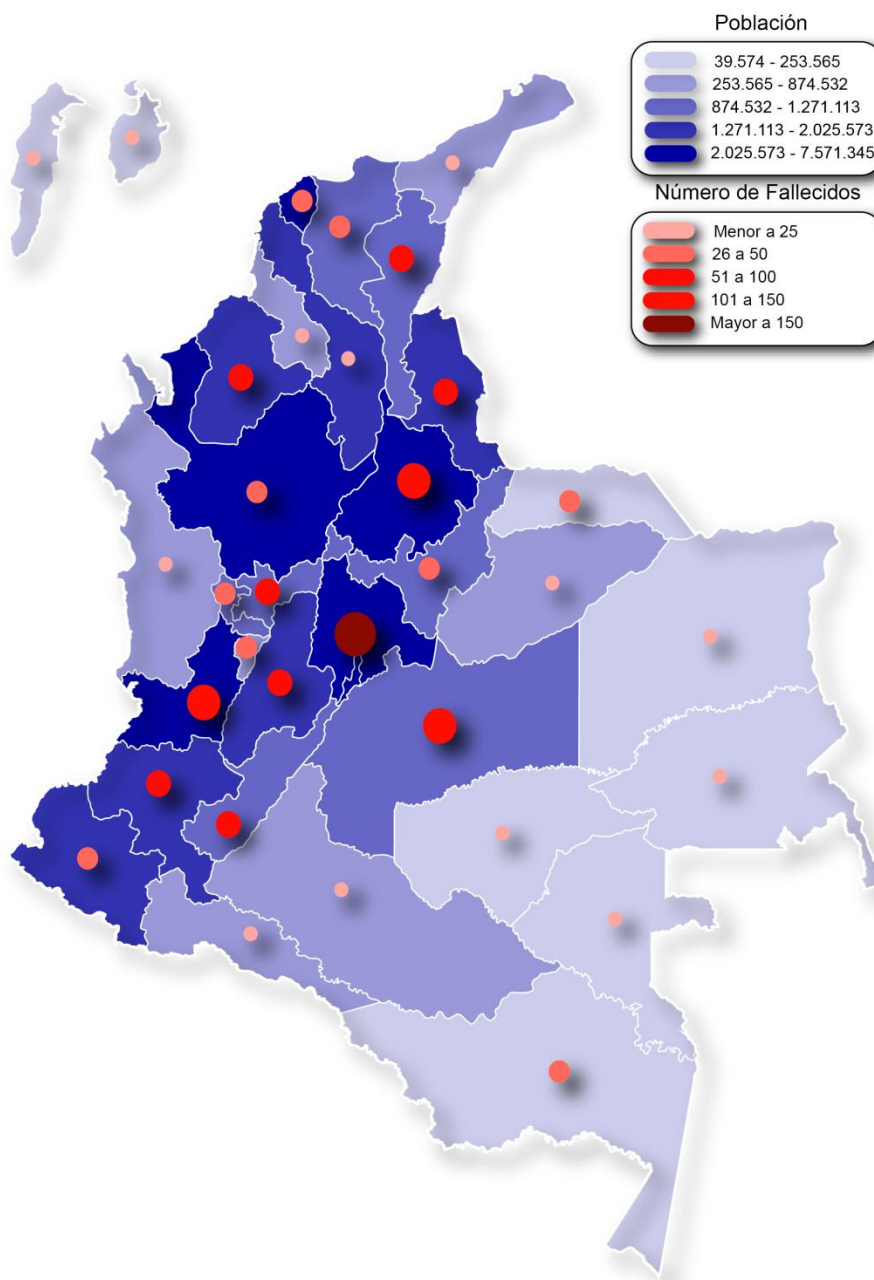 Población
39.574 - 253.565
253.565 - 874.532
874.532 - 1.271.113
1.271.113 - 2.025.573
2.025.573 - 7.571.345
Número de Fallecidos
Menor a 25
26 a 50
51 a 100
101 a 150
Mayor a 150